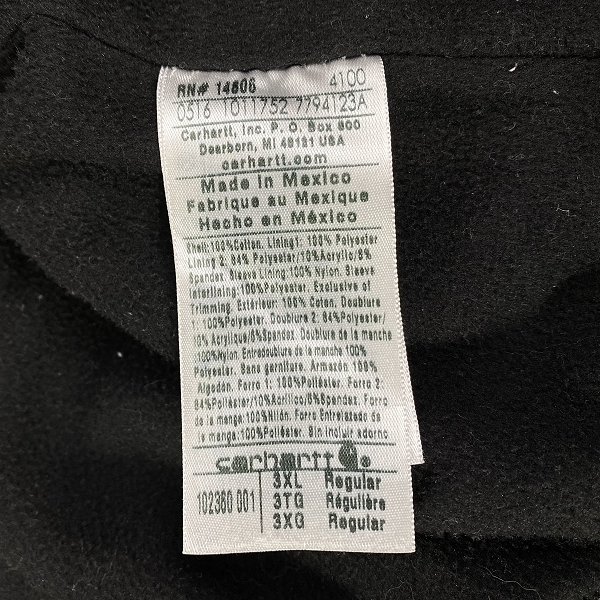 RN# 14806 4100
0516 1011752 7794123A
Carhartt, Inc. P. O. Box 600
Dearborn, MI 48121 USA
carhartt.com
Made in Mexico
Fabrique au Mexique
Hecho en México
Shell:100%Cotton. Lining1: 100% Polyester
Lining 2: 84% Polyester/10%Acrylic/6%
Spandex. Sleeve Lining:100% Nylon. Sleeve
Interlining:100% Polyester. Exclusive of
Trimming. Extérieur: 100% Coton. Doublure
1: 100%Polyester. Doublure 2: 84%Polyester/10
% Acrylique/6%Spandex. Doublure de la manche
:100%Nylon. Entredoublure de la manche 100%
Polyester. Sans garniture. Armazón 100%
Algodon. Forro 1: 100%Poliéster. Forro 2:
84%Poliéster/10%Acrílico/6%Spandex. Forro
de la manga:100%Nilón. Forro Entretelado de
la manga:100%Poliéster. Sin incluir adorno
carhartt
102360 001 3XL Regular
3TG Régulière
3XG Regular